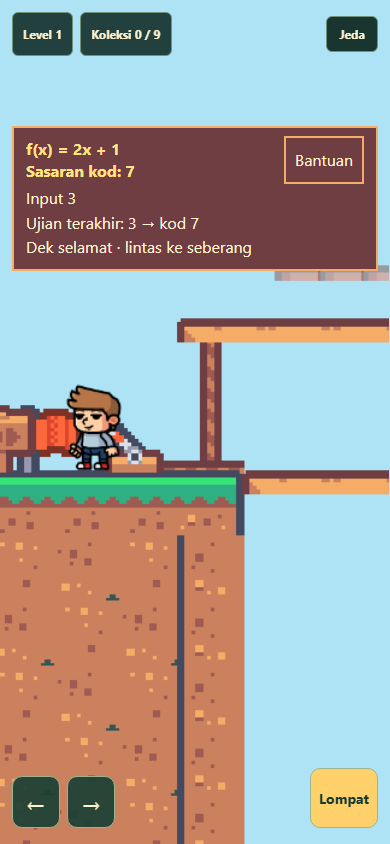 Level 1
Koleksi 0 / 9
Jeda
f(x) = 2x + 1
Sasaran kod: 7
Bantuan
Input 3
Ujian terakhir: 3 → kod 7
Dek selamat · lintas ke seberang
←
→
Lompat